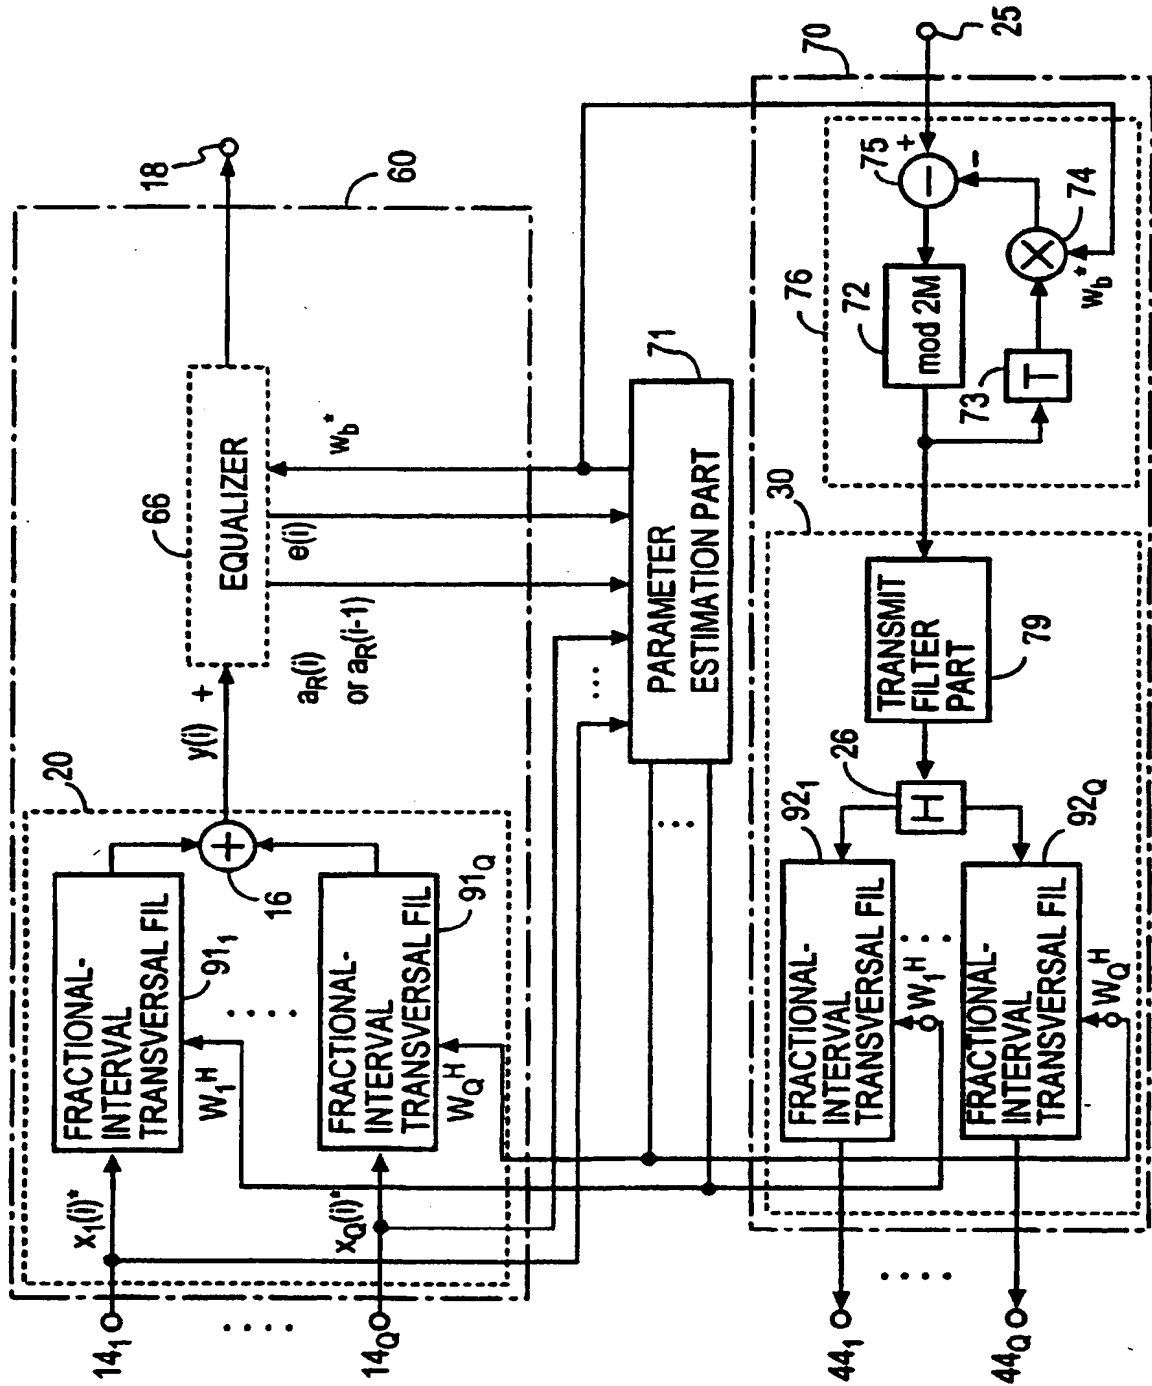 14₁
x₁(i)*
FRACTIONAL-
INTERVAL
TRANSVERSAL FIL
91₁
W₁ᴴ
. . . .
. . . .
14Q
xQ(i)*
FRACTIONAL-
INTERVAL
TRANSVERSAL FIL
91Q
WQᴴ
20
+
16
y(i)
+
66
EQUALIZER
aR(i)
or aR(i-1)
e(i)
wb*
18
60
. . .
PARAMETER
ESTIMATION PART
71
. . .
70
25
+
75
−
−
76
72
mod 2M
73
T
74
×
wb*
30
TRANSMIT
FILTER
PART
79
26
H
92₁
FRACTIONAL-
INTERVAL
TRANSVERSAL FIL
W₁ᴴ
. . . .
92Q
FRACTIONAL-
INTERVAL
TRANSVERSAL FIL
WQᴴ
44₁
. . . .
44Q